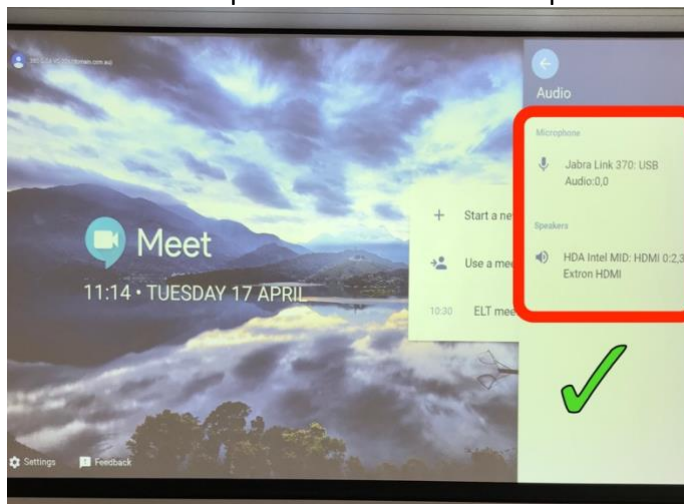 Meet
11:14 • TUESDAY 17 APRIL
Settings
Feedback
Start a ne
Use a mee
10:30 ELT mee
Audio
Microphone
Jabra Link 370: USB
Audio:0,0
Speakers
HDA Intel MID: HDMI 0:2,3
Extron HDMI